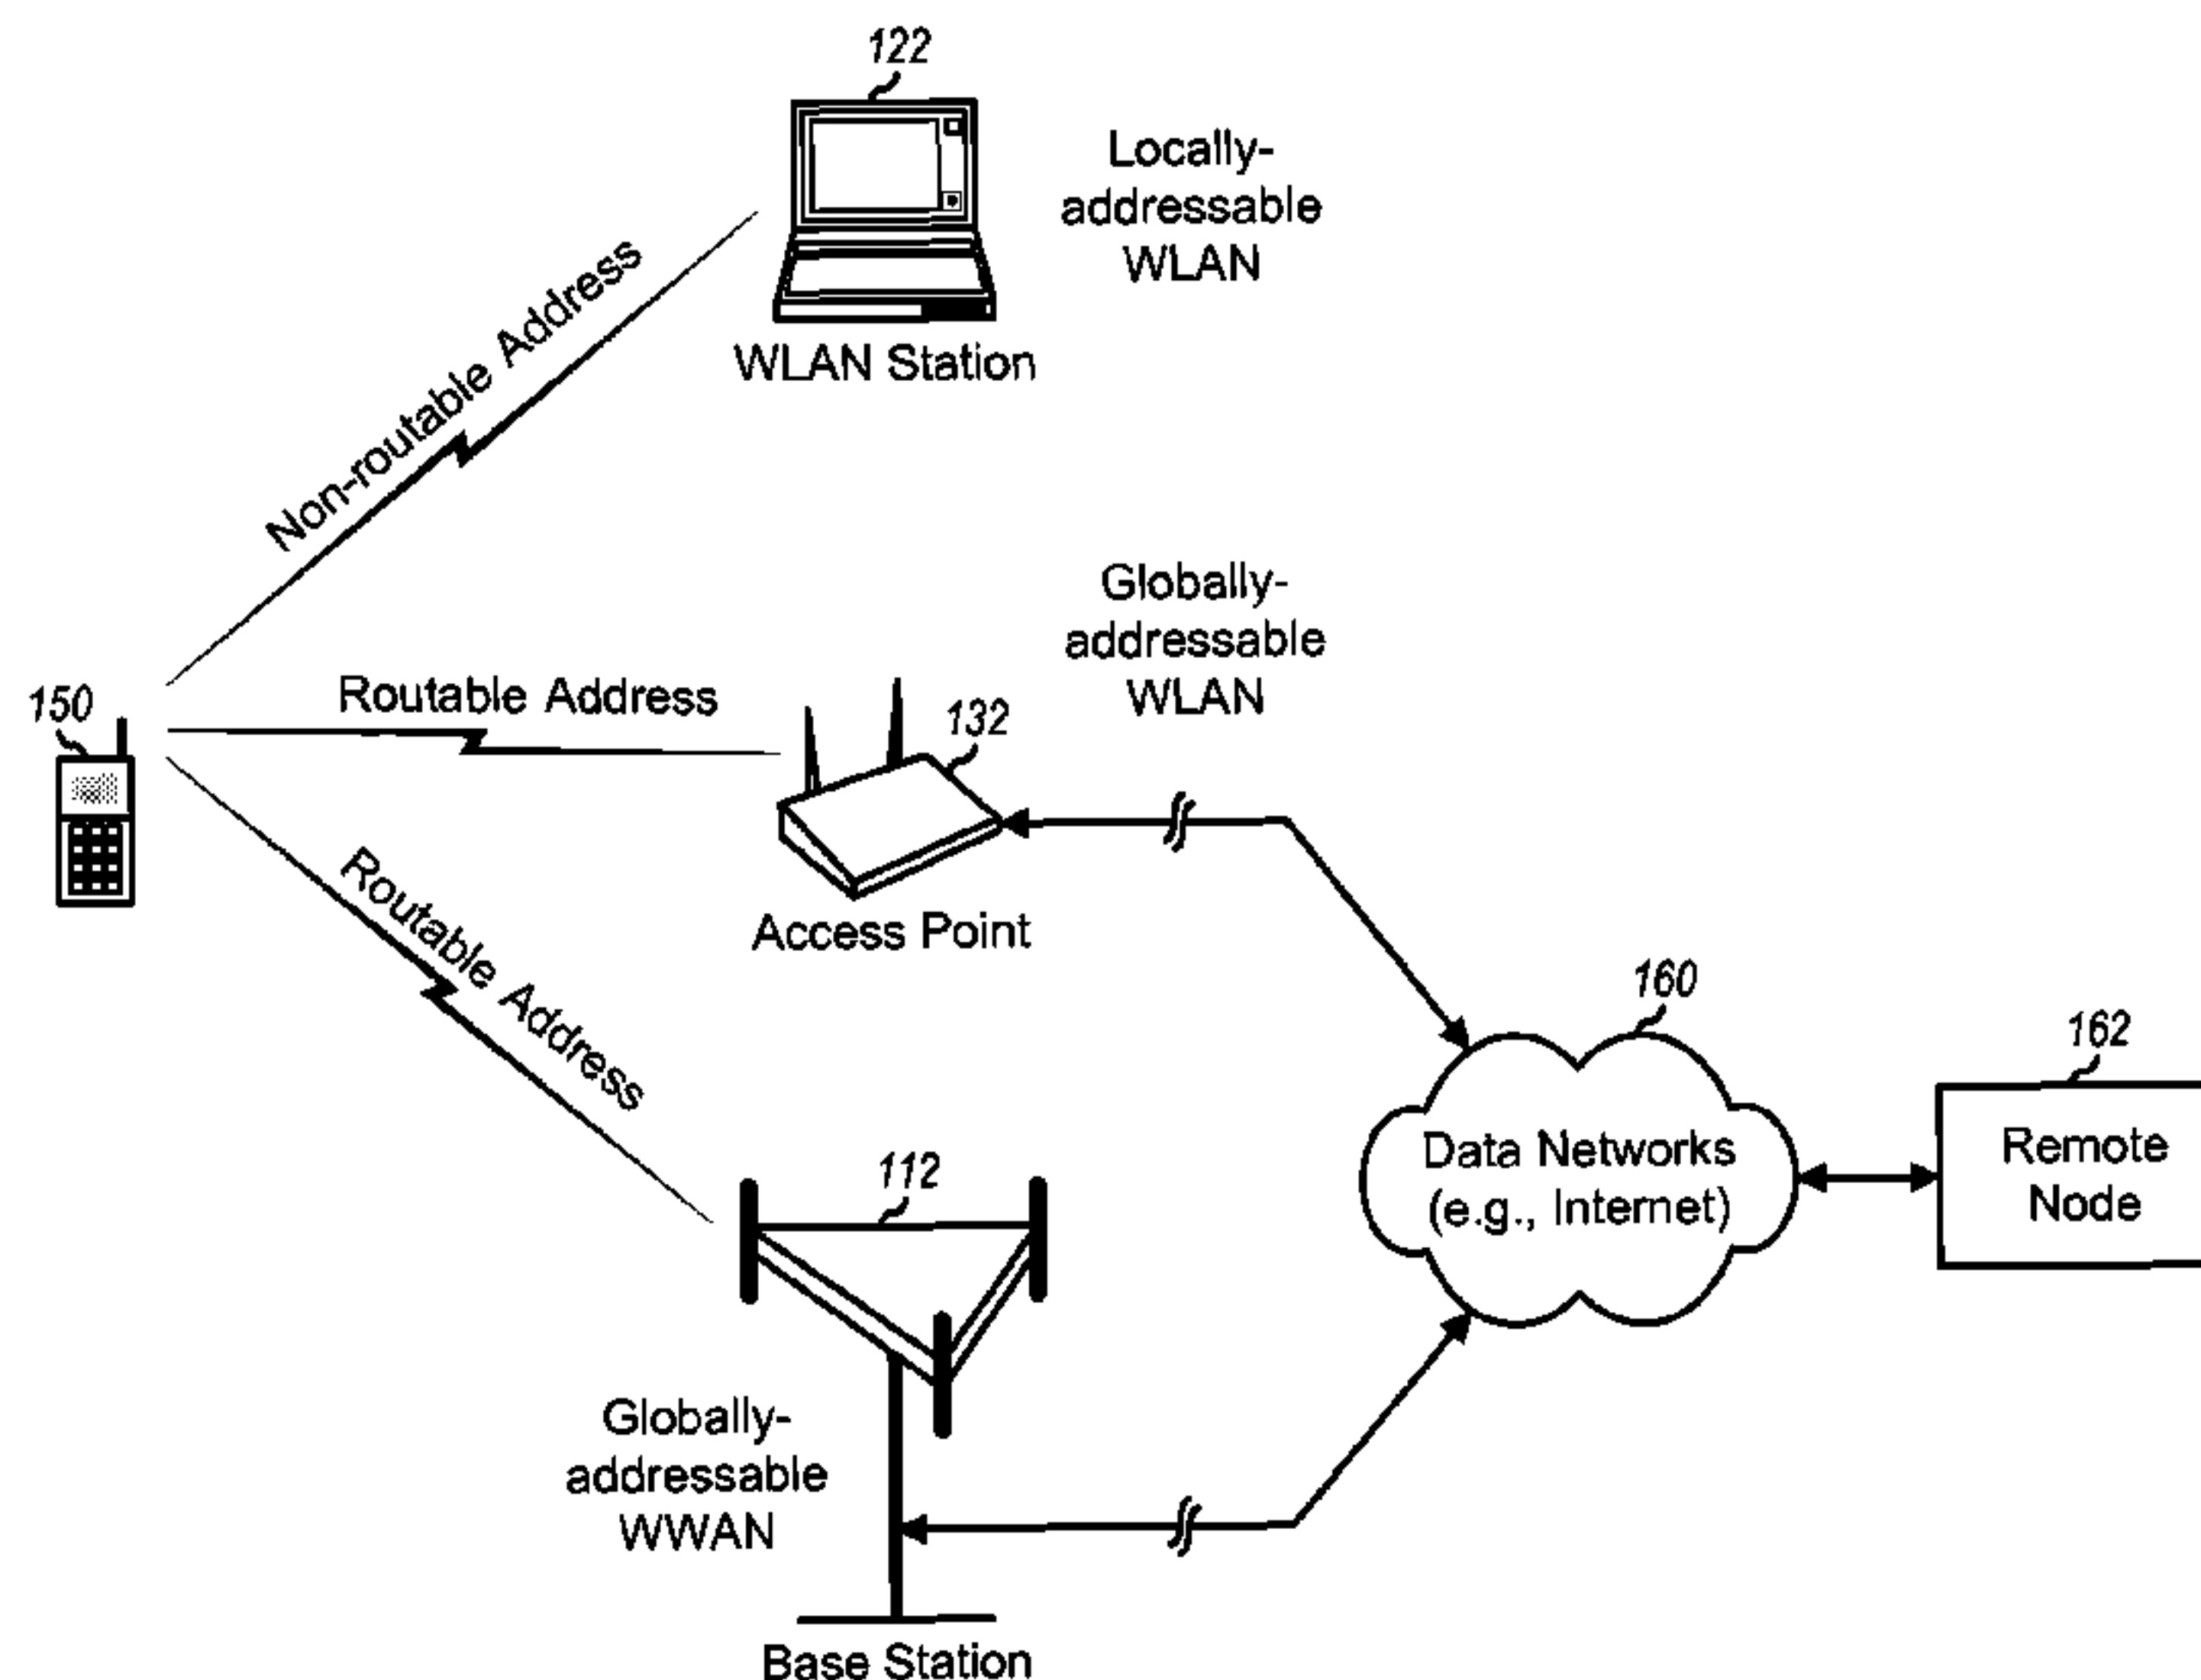 122
Locally-
addressable
WLAN
WLAN Station
Non-routable Address
Globally-
addressable
WLAN
150
Routable Address
132
Access Point
Routable Address
160
162
Data Networks
(e.g., Internet)
Remote
Node
112
Globally-
addressable
WWAN
Base Station